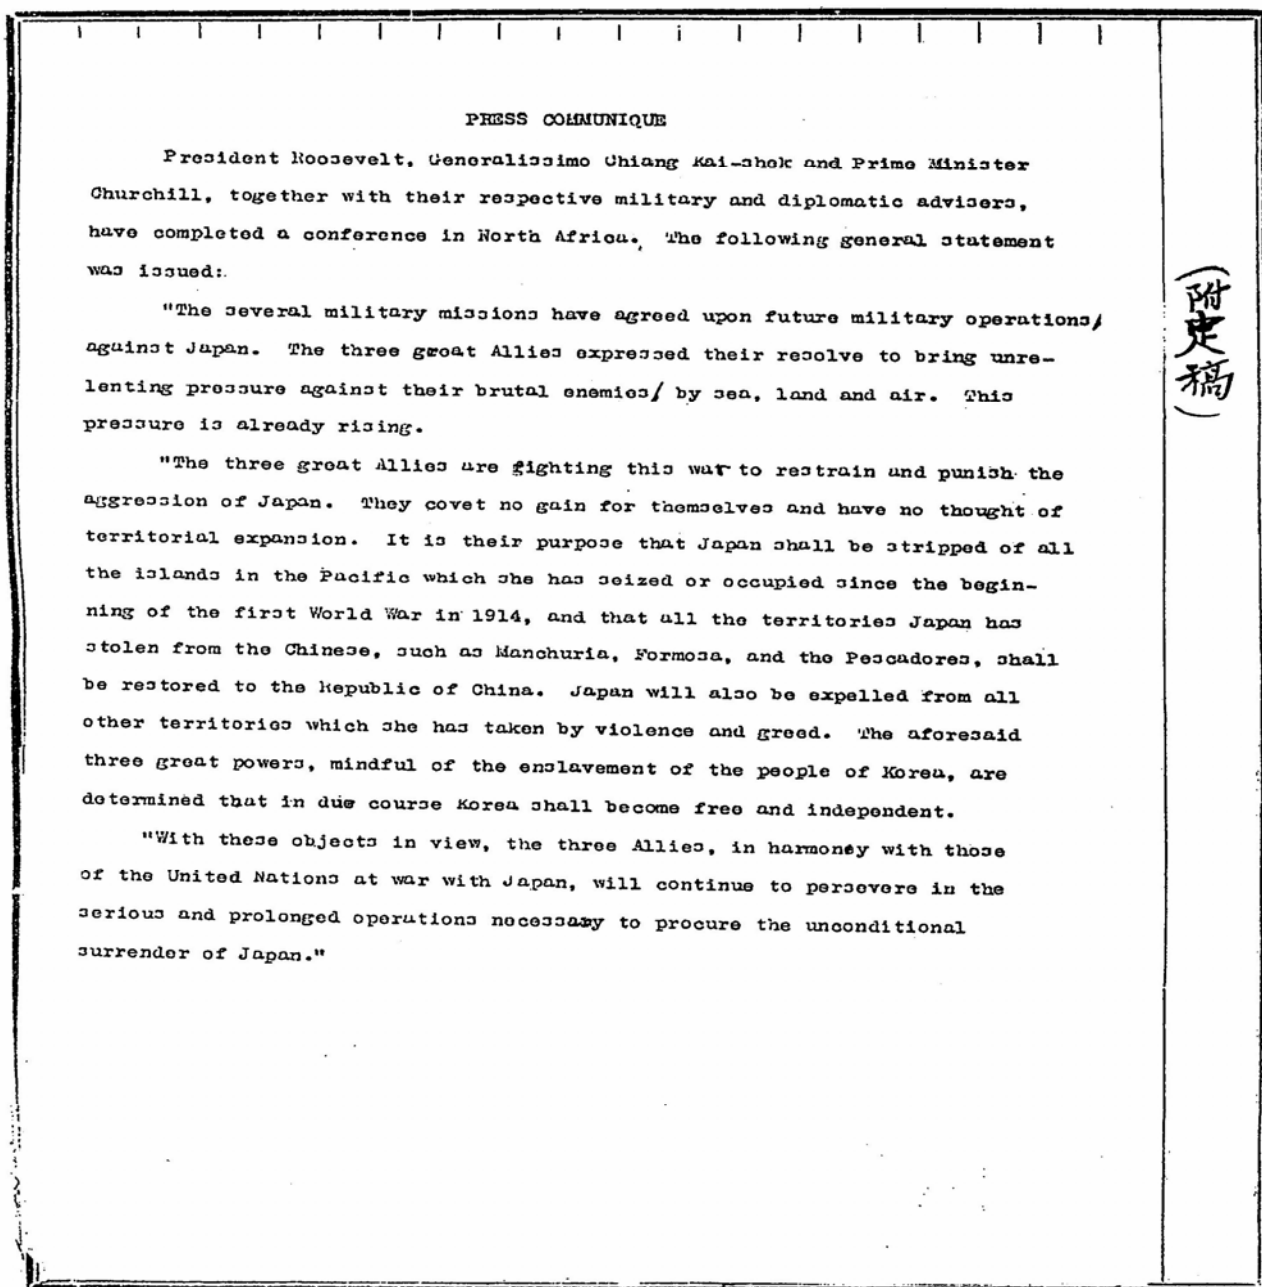 PRESS COMMUNIQUE
President Roosevelt, Generalissimo Chiang Kai-shek and Prime Minister
Churchill, together with their respective military and diplomatic advisers,
have completed a conference in North Africa. The following general statement
was issued:
"The several military missions have agreed upon future military operations/
against Japan. The three great Allies expressed their resolve to bring unre-
lenting pressure against their brutal enemies/ by sea, land and air. This
pressure is already rising.
"The three great Allies are fighting this war to restrain and punish the
aggression of Japan. They covet no gain for themselves and have no thought of
territorial expansion. It is their purpose that Japan shall be stripped of all
the islands in the Pacific which she has seized or occupied since the begin-
ning of the first World War in 1914, and that all the territories Japan has
stolen from the Chinese, such as Manchuria, Formosa, and the Pescadores, shall
be restored to the Republic of China. Japan will also be expelled from all
other territories which she has taken by violence and greed. The aforesaid
three great powers, mindful of the enslavement of the people of Korea, are
determined that in due course Korea shall become free and independent.
"With these objects in view, the three Allies, in harmoney with those
of the United Nations at war with Japan, will continue to persevere in the
serious and prolonged operations necessary to procure the unconditional
surrender of Japan."
(附定稿)